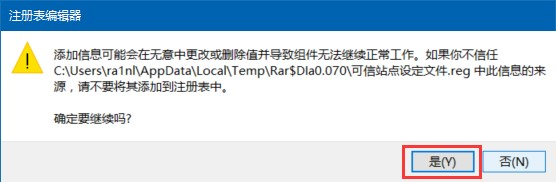 注册表编辑器
添加信息可能会在无意中更改或删除值并导致组件无法继续正常工作。如果你不信任
C:\Users\ra1nl\AppData\Local\Temp\Rar$DIa0.070\可信站点设定文件.reg 中此信息的来
源，请不要将其添加到注册表中。
确定要继续吗?
是(Y)
否(N)